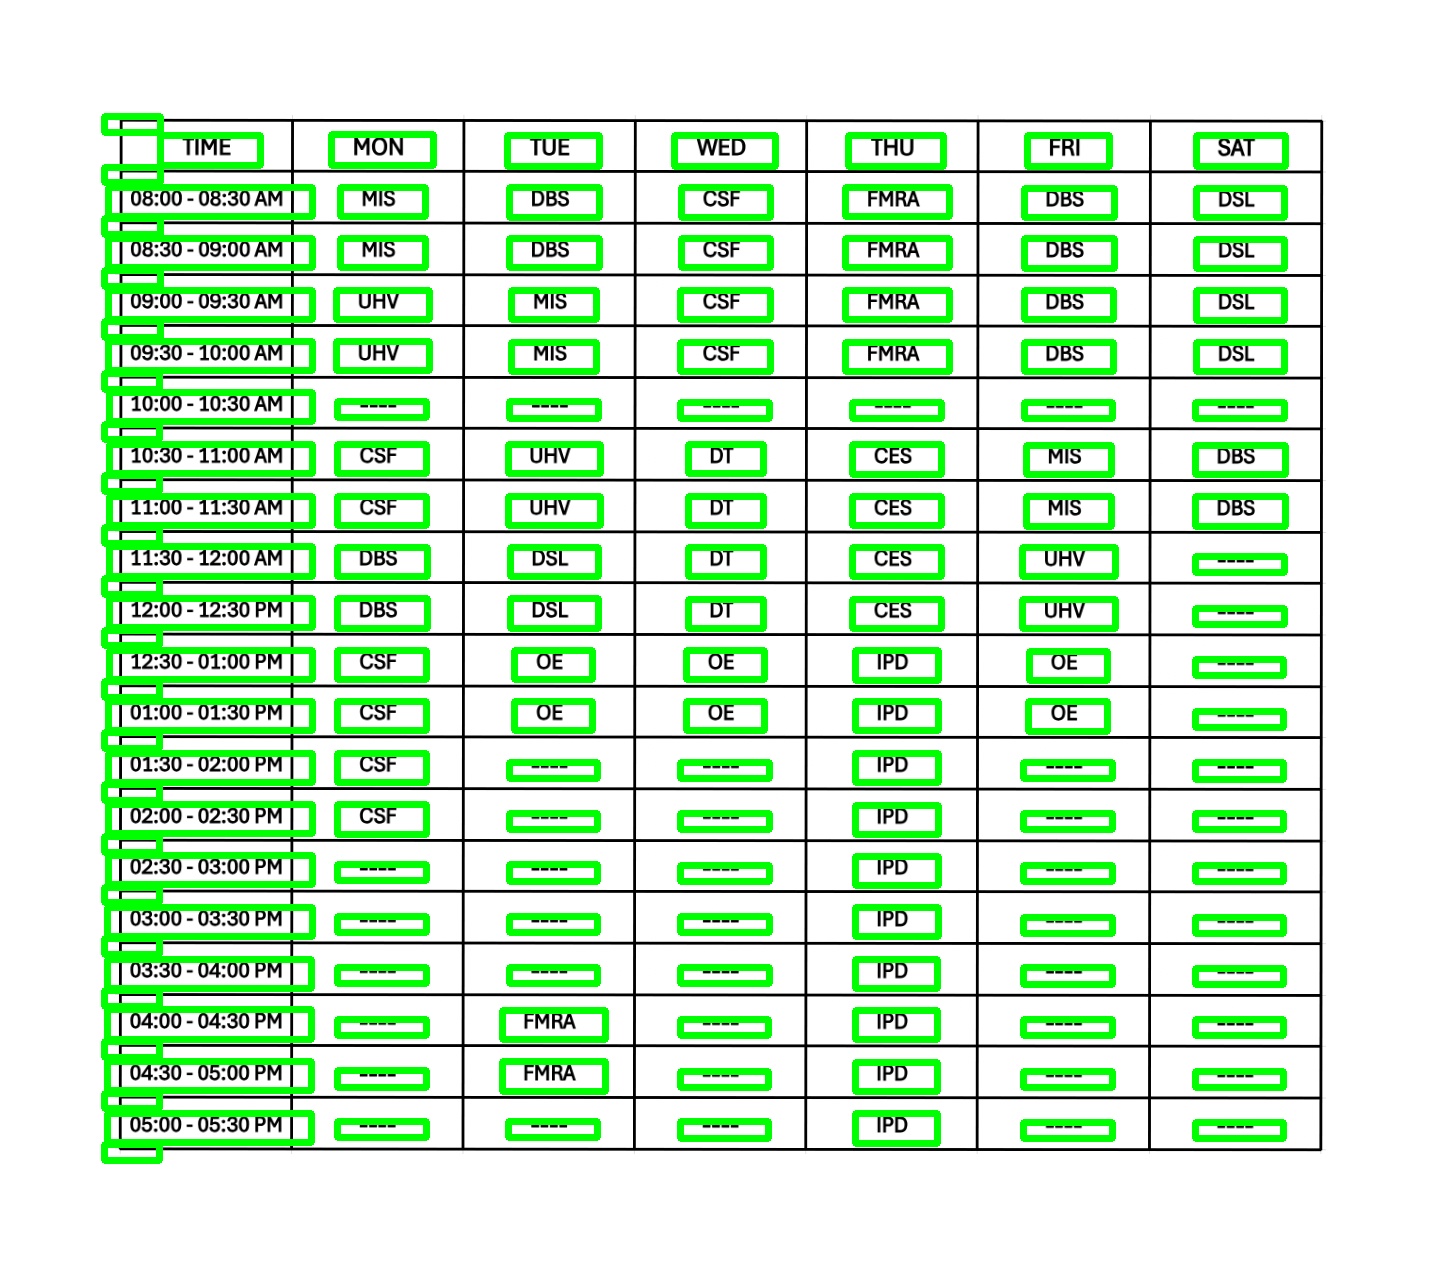 TIME MON TUE WED THU FRI SAT
08:00 - 08:30 AM MIS DBS CSF FMRA DBS DSL
08:30 - 09:00 AM MIS DBS CSF FMRA DBS DSL
09:00 - 09:30 AM UHV MIS CSF FMRA DBS DSL
09:30 - 10:00 AM UHV MIS CSF FMRA DBS DSL
10:00 - 10:30 AM ---- ---- ---- ---- ---- ----
10:30 - 11:00 AM CSF UHV DT CES MIS DBS
11:00 - 11:30 AM CSF UHV DT CES MIS DBS
11:30 - 12:00 AM DBS DSL DT CES UHV ----
12:00 - 12:30 PM DBS DSL DT CES UHV ----
12:30 - 01:00 PM CSF OE OE IPD OE ----
01:00 - 01:30 PM CSF OE OE IPD OE ----
01:30 - 02:00 PM CSF ---- ---- IPD ---- ----
02:00 - 02:30 PM CSF ---- ---- IPD ---- ----
02:30 - 03:00 PM ---- ---- ---- IPD ---- ----
03:00 - 03:30 PM ---- ---- ---- IPD ---- ----
03:30 - 04:00 PM ---- ---- ---- IPD ---- ----
04:00 - 04:30 PM ---- FMRA ---- IPD ---- ----
04:30 - 05:00 PM ---- FMRA ---- IPD ---- ----
05:00 - 05:30 PM ---- ---- ---- IPD ---- ----